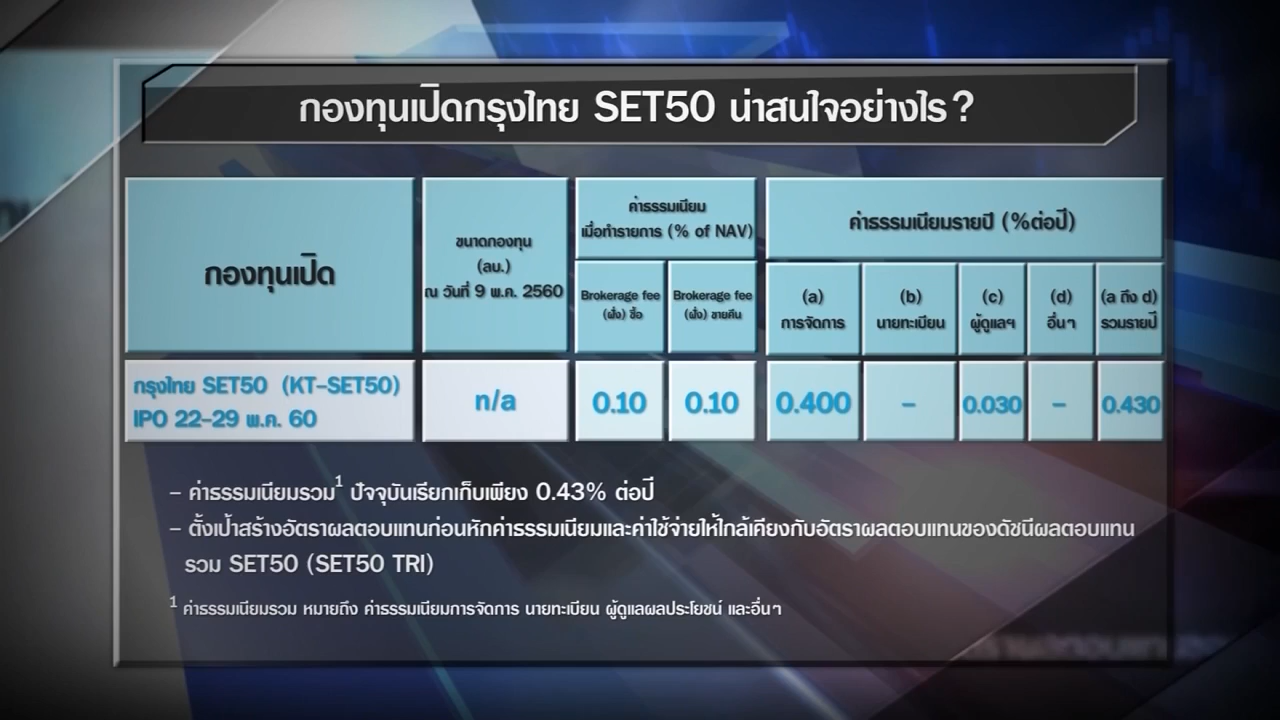 กองทุนเปิดกรุงไทย SET50 น่าสนใจอย่างไร ?
กองทุนเปิด
ขนาดกองทุน
(ลบ.)
ณ วันที่ 9 พ.ค. 2560
ค่าธรรมเนียม
เมื่อทำรายการ (% of NAV)
Brokerage fee
(ฝั่ง) ซื้อ
Brokerage fee
(ฝั่ง) ขายคืน
ค่าธรรมเนียมรายปี (%ต่อปี)
(a)
การจัดการ
(b)
นายทะเบียน
(c)
ผู้ดูแลฯ
(d)
อื่นๆ
(a ถึง d)
รวมรายปี
กรุงไทย SET50 (KT-SET50)
IPO 22-29 พ.ค. 60
n/a
0.10
0.10
0.400
-
0.030
-
0.430
- ค่าธรรมเนียมรวม¹ ปัจจุบันเรียกเก็บเพียง 0.43% ต่อปี
- ตั้งเป้าสร้างอัตราผลตอบแทนก่อนหักค่าธรรมเนียมและค่าใช้จ่ายให้ใกล้เคียงกับอัตราผลตอบแทนของดัชนีผลตอบแทน
รวม SET50 (SET50 TRI)
¹ ค่าธรรมเนียมรวม หมายถึง ค่าธรรมเนียมการจัดการ นายทะเบียน ผู้ดูแลผลประโยชน์ และอื่นๆ